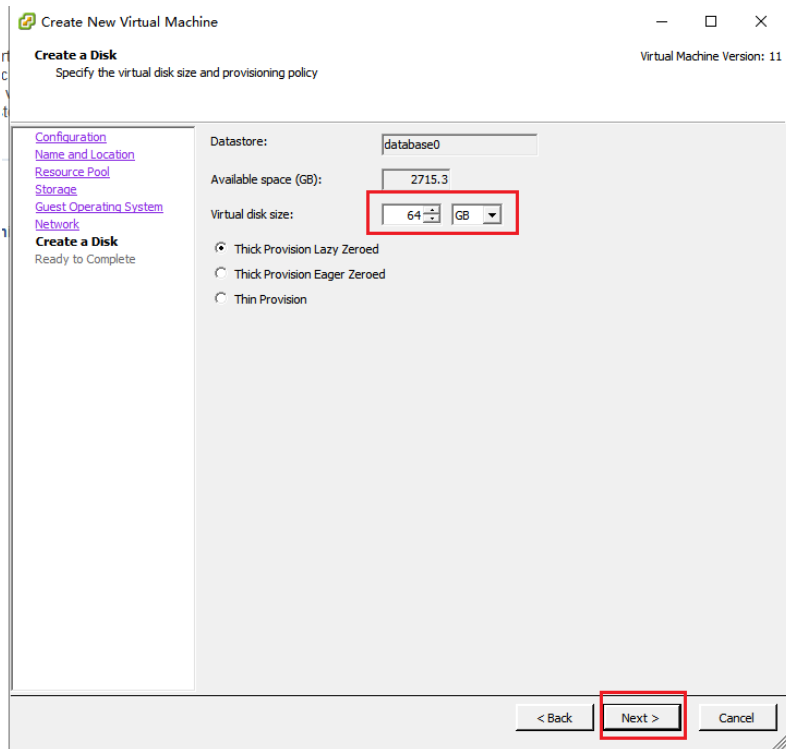 Create New Virtual Machine
Create a Disk
Virtual Machine Version: 11
Specify the virtual disk size and provisioning policy
Configuration
Name and Location
Resource Pool
Storage
Guest Operating System
Network
Create a Disk
Ready to Complete
Datastore: database0
Available space (GB): 2715.3
Virtual disk size: 64 GB
Thick Provision Lazy Zeroed
Thick Provision Eager Zeroed
Thin Provision
< Back
Next >
Cancel